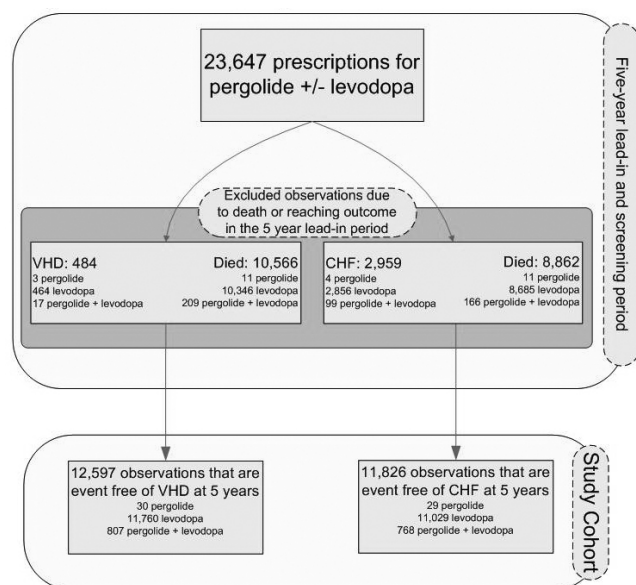 23,647 prescriptions for
pergolide +/- levodopa
Five-year lead-in and screening period
Excluded observations due
to death or reaching outcome
in the 5 year lead-in period
VHD: 484 Died: 10,566
3 pergolide 11 pergolide
464 levodopa 10,346 levodopa
17 pergolide + levodopa 209 pergolide + levodopa
CHF: 2,959 Died: 8,862
4 pergolide 11 pergolide
2,856 levodopa 8,685 levodopa
99 pergolide + levodopa 166 pergolide + levodopa
12,597 observations that are
event free of VHD at 5 years
30 pergolide
11,760 levodopa
807 pergolide + levodopa
11,826 observations that are
event free of CHF at 5 years
29 pergolide
11,029 levodopa
768 pergolide + levodopa
Study Cohort